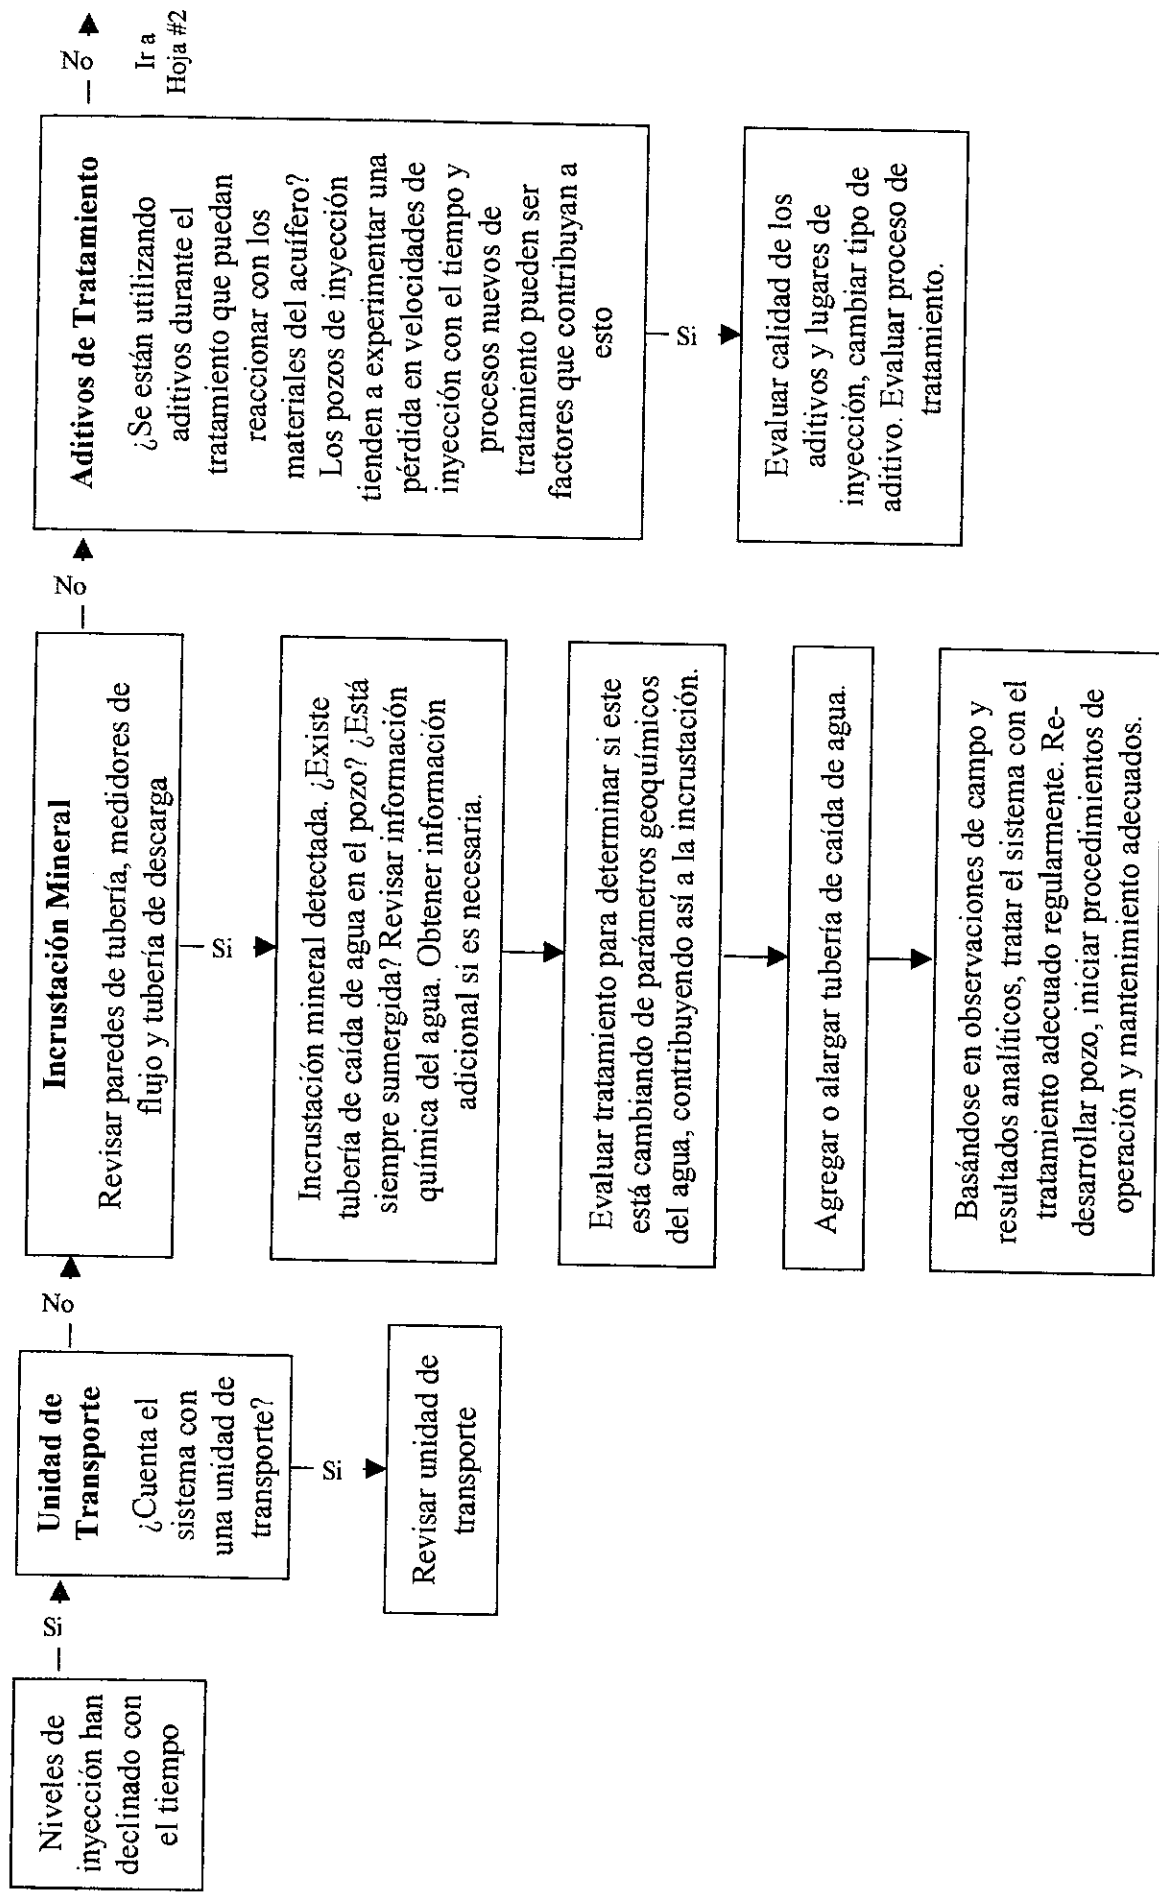 Niveles de
inyección han
declinado con
el tiempo
Si
Unidad de
Transporte
¿Cuenta el
sistema con
una unidad de
transporte?
Si
Revisar unidad de
transporte
No
Incrustación Mineral
Revisar paredes de tubería, medidores de
flujo y tubería de descarga
Si
Incrustación mineral detectada. ¿Existe
tubería de caída de agua en el pozo? ¿Está
siempre sumergida? Revisar información
química del agua. Obtener información
adicional si es necesaria.
Evaluar tratamiento para determinar si este
está cambiando de parámetros geoquímicos
del agua, contribuyendo así a la incrustación.
Agregar o alargar tubería de caída de agua.
Basándose en observaciones de campo y
resultados analíticos, tratar el sistema con el
tratamiento adecuado regularmente. Re-
desarrollar pozo, iniciar procedimientos de
operación y mantenimiento adecuados.
No
Aditivos de Tratamiento
¿Se están utilizando
aditivos durante el
tratamiento que puedan
reaccionar con los
materiales del acuífero?
Los pozos de inyección
tienden a experimentar una
pérdida en velocidades de
inyección con el tiempo y
procesos nuevos de
tratamiento pueden ser
factores que contribuyan a
esto
Si
Evaluar calidad de los
aditivos y lugares de
inyección, cambiar tipo de
aditivo. Evaluar proceso de
tratamiento.
No
Ir a
Hoja #2